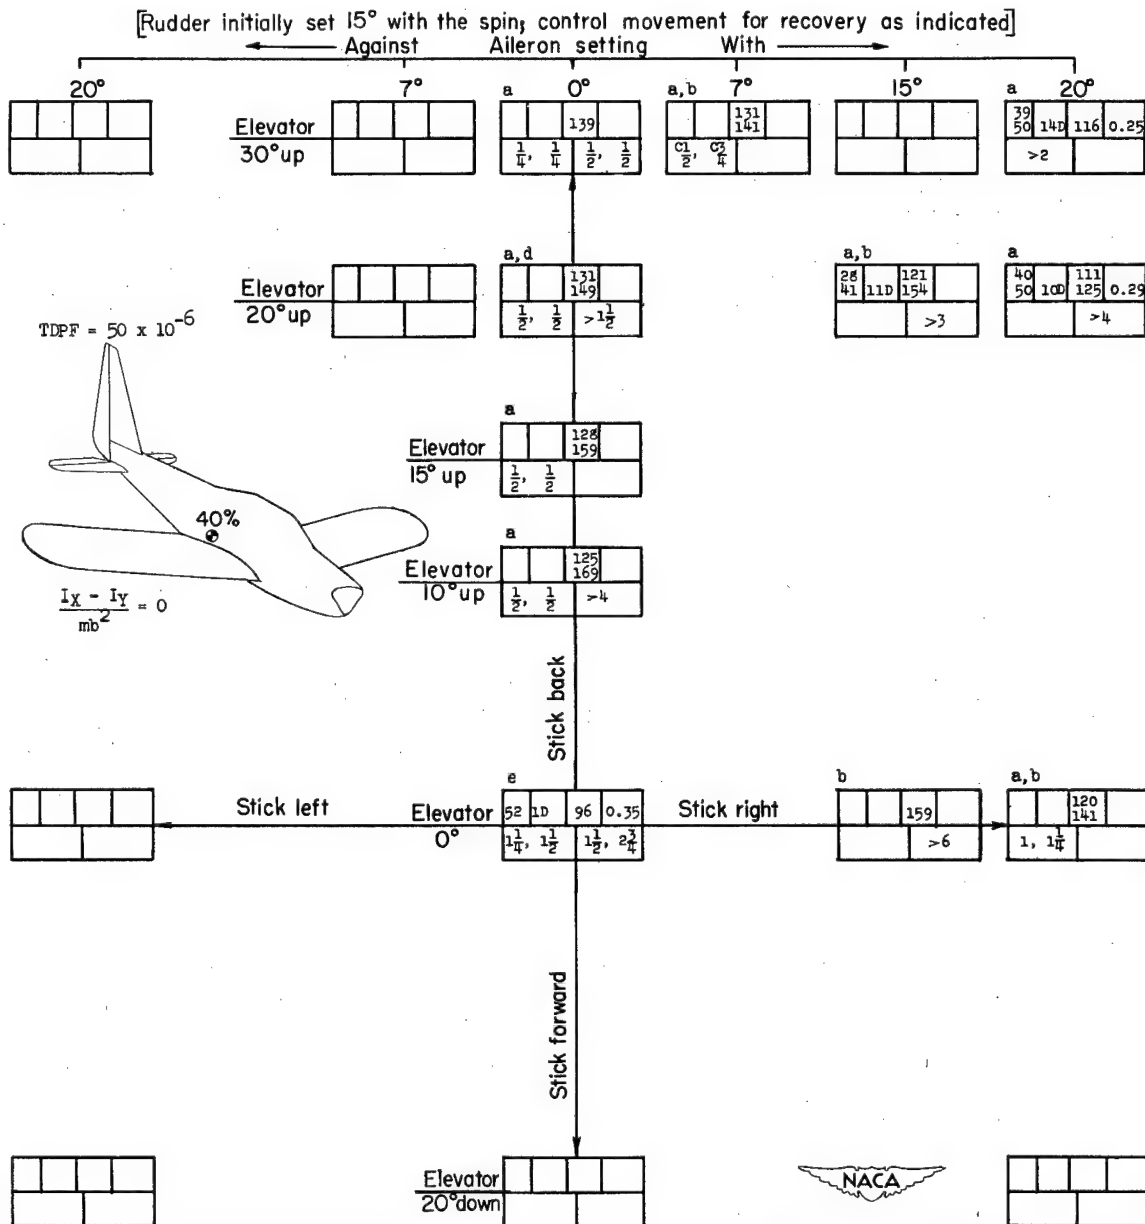 [Rudder initially set 15° with the spin; control movement for recovery as indicated]
Against Aileron setting With
20° 7° 0° 7° 15° 20°
a a,b a
Elevator
30° up
139
1/4, 1/4 1/2, 1/2
131
141
c1/2, c3/4
39
50 14D 116 0.25
>2
a,d a,b a
Elevator
20° up
131
149
1/2, 1/2 >1 1/2
28
41 11D 121
154
>3
40
50 10D 111
125 0.29
>4
TDPF = 50 x 10-6
a
Elevator
15° up
128
159
1/2, 1/2
40%
a
Elevator
10° up
125
169
1/2, 1/2 >4
IX - IY
mb2 = 0
Stick back
e b a,b
Stick left
Elevator
0°
52 1D 96 0.35
1 1/4, 1 1/2 1 1/2, 2 3/4
Stick right
159
>6
120
141
1, 1 1/4
Stick forward
Elevator
20° down
NACA